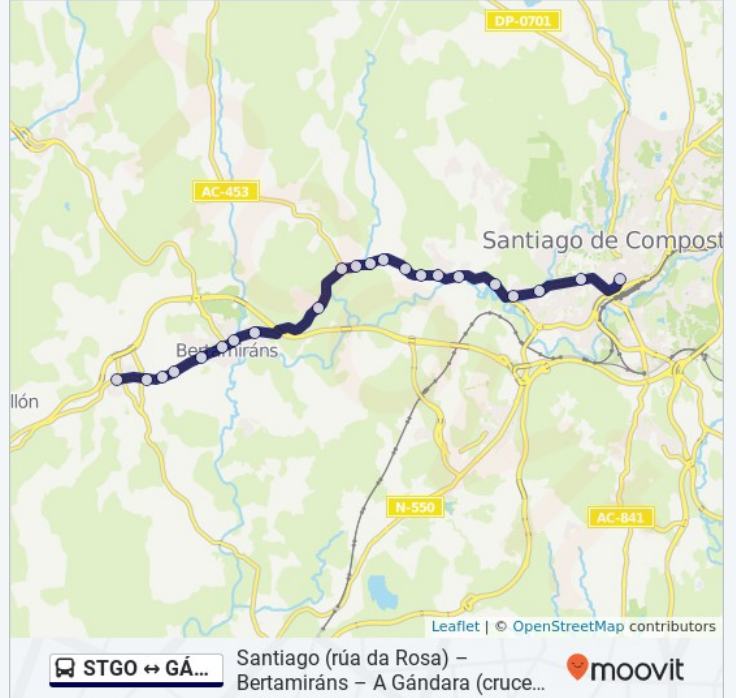 DP-0701
AC-453
Santiago de Compost
Bertamiráns
llón
N-550
AC-841
Leaflet | © OpenStreetMap contributors
STGO ↔ GÁ...
Santiago (rúa da Rosa) –
Bertamiráns – A Gándara (cruce...
moovit